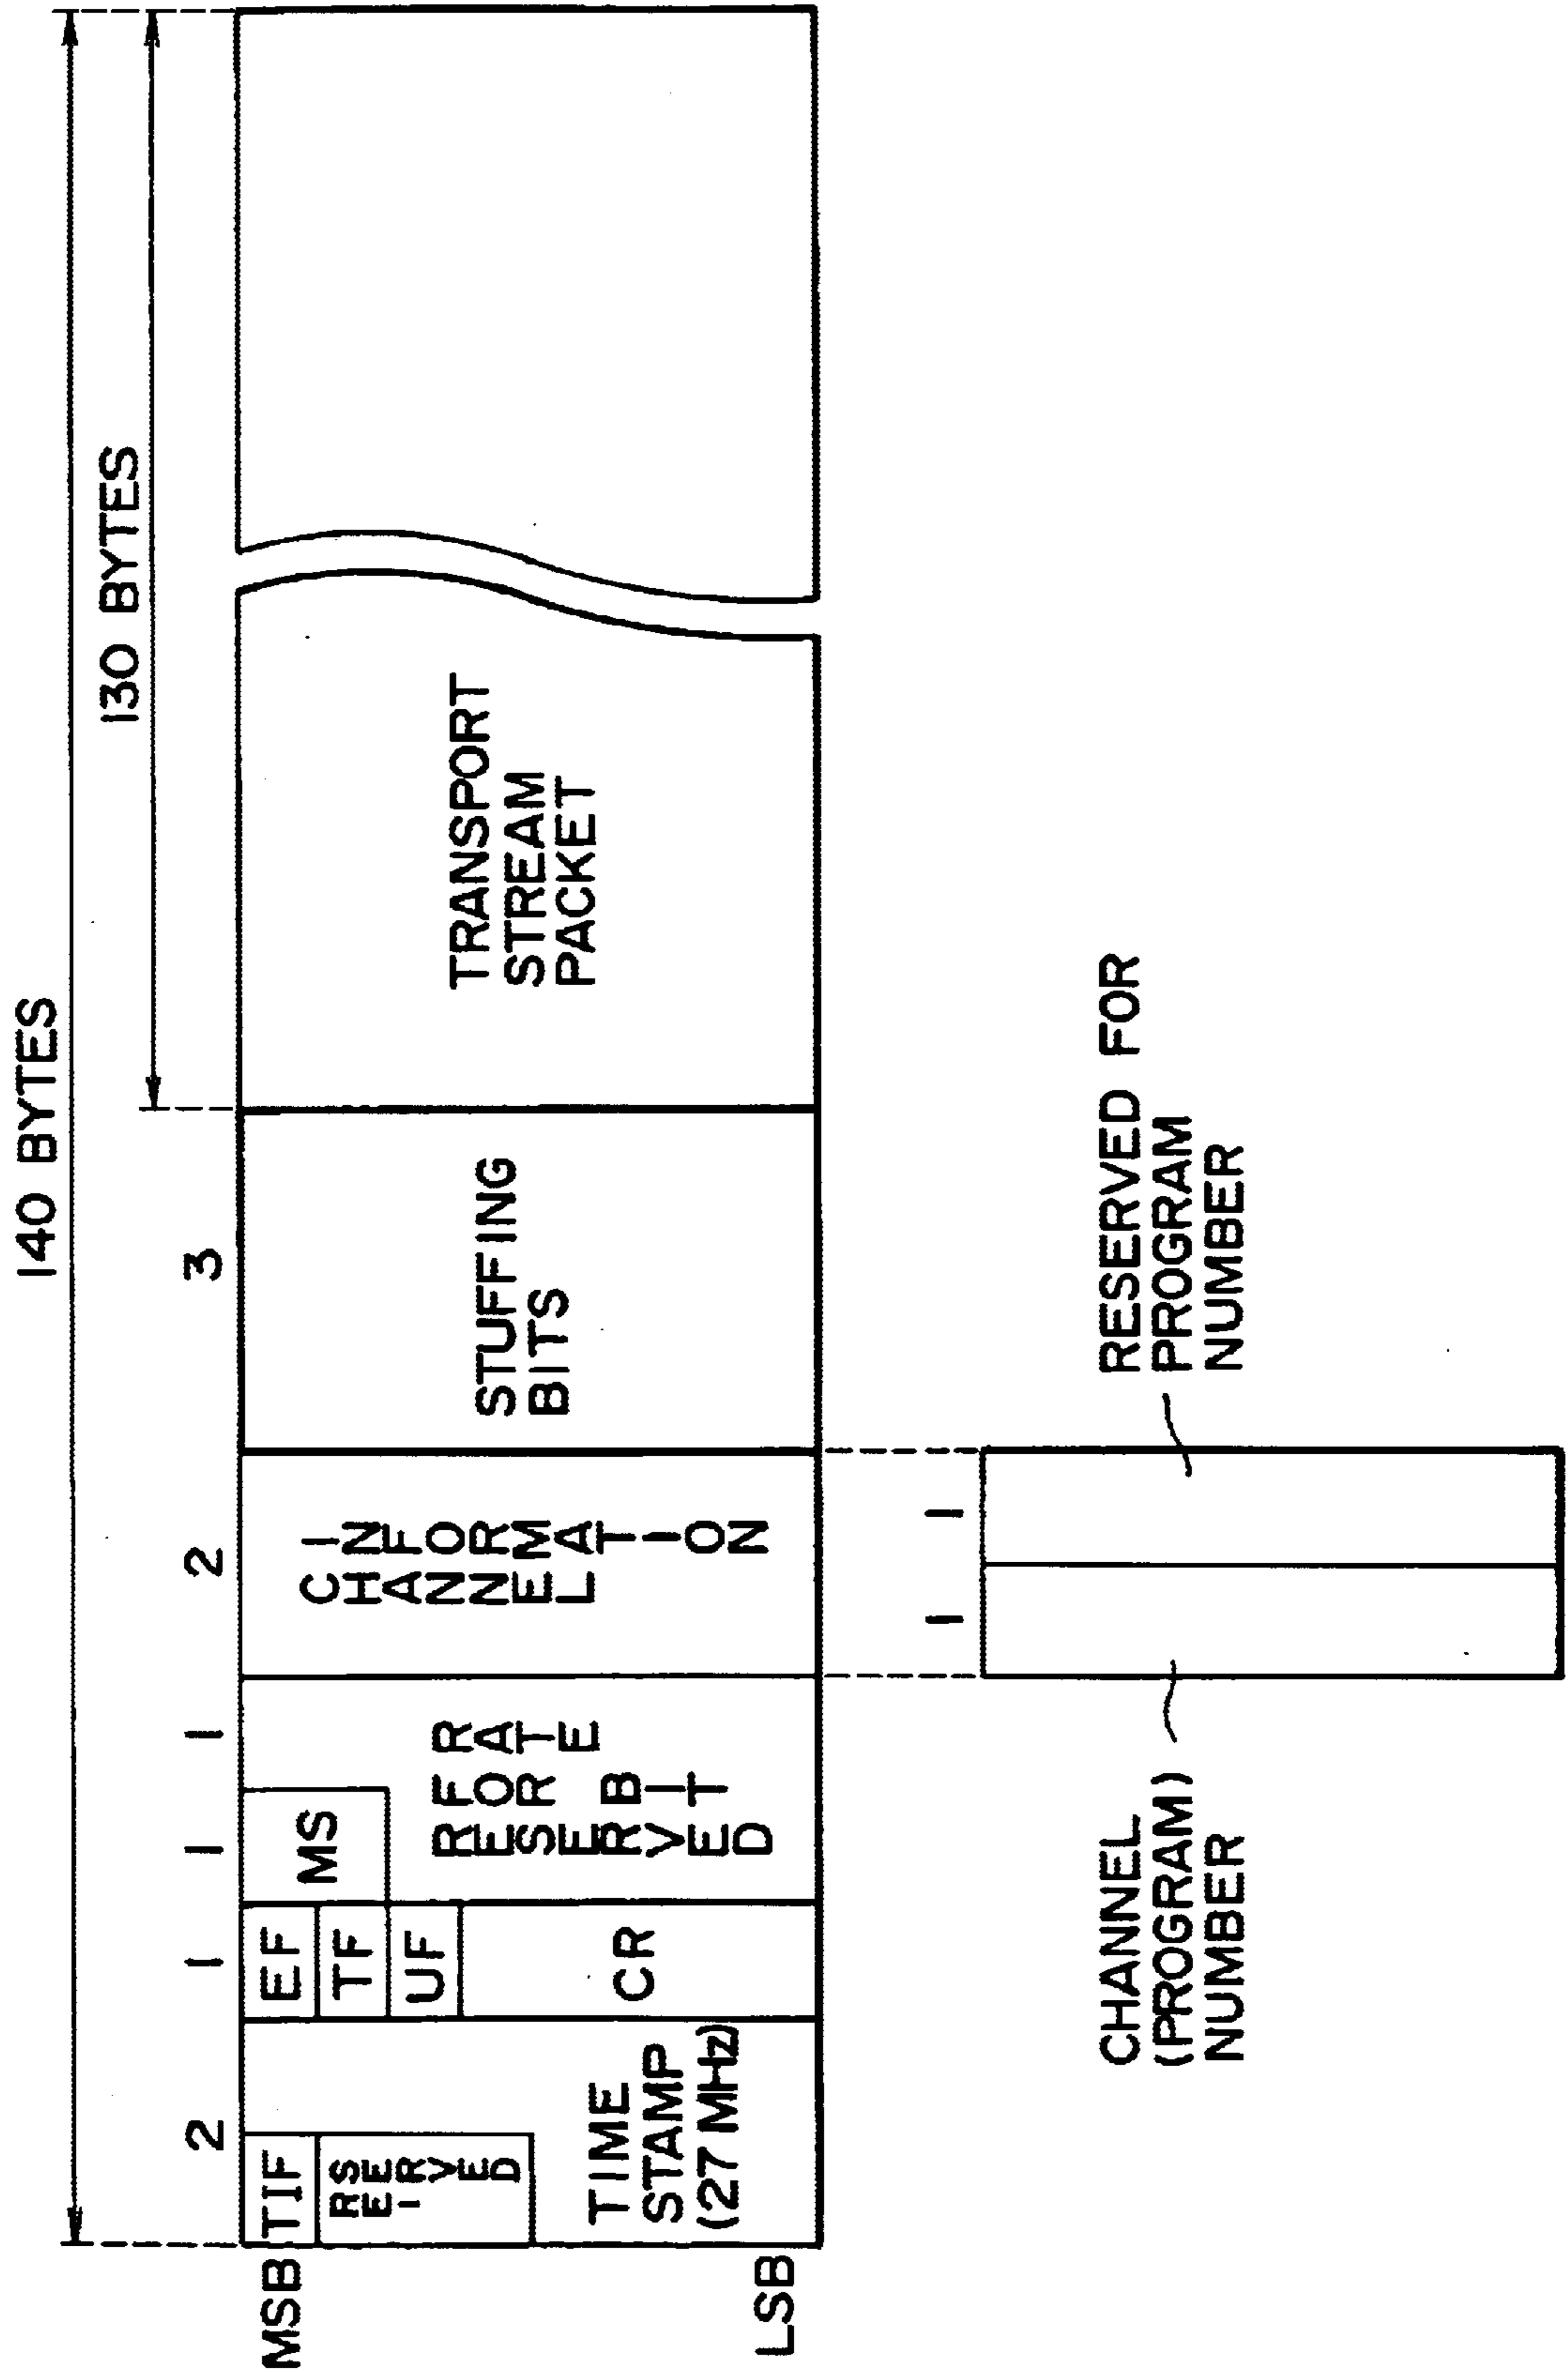 140 BYTES
130 BYTES
2
1
1
1
2
3
MSB
LSB
TIF
RESERVED
TIME
STAMP
(27 MHz)
EF
TF
UF
CR
MS
RESERVED
FOR BIT
RATE
CHANNEL
INFORMATION
STUFFING
BITS
TRANSPORT
STREAM
PACKET
1
1
CHANNEL
(PROGRAM)
NUMBER
RESERVED FOR
PROGRAM
NUMBER